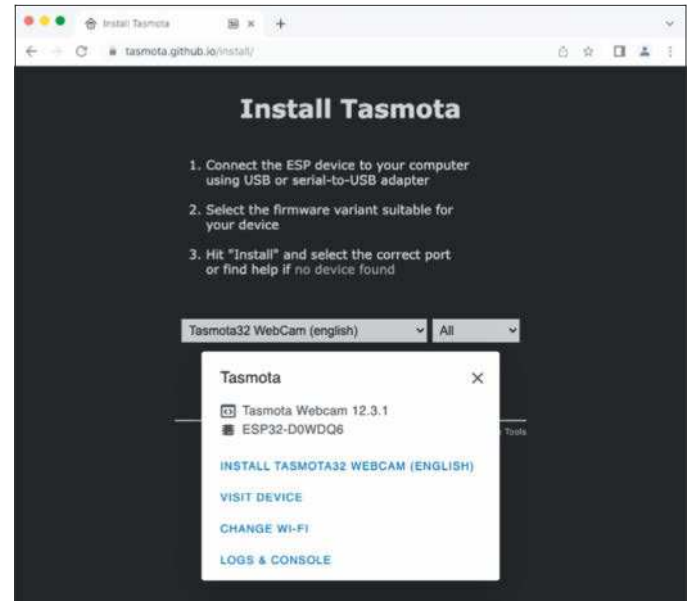 Install Tasmota
tasmota.github.io/install/
Install Tasmota
1. Connect the ESP device to your computer
using USB or serial-to-USB adapter
2. Select the firmware variant suitable for
your device
3. Hit "Install" and select the correct port
or find help if no device found
Tasmota32 WebCam (english)
All
Tasmota
Tasmota Webcam 12.3.1
ESP32-D0WDQ6
Tools
INSTALL TASMOTA32 WEBCAM (ENGLISH)
VISIT DEVICE
CHANGE WI-FI
LOGS & CONSOLE